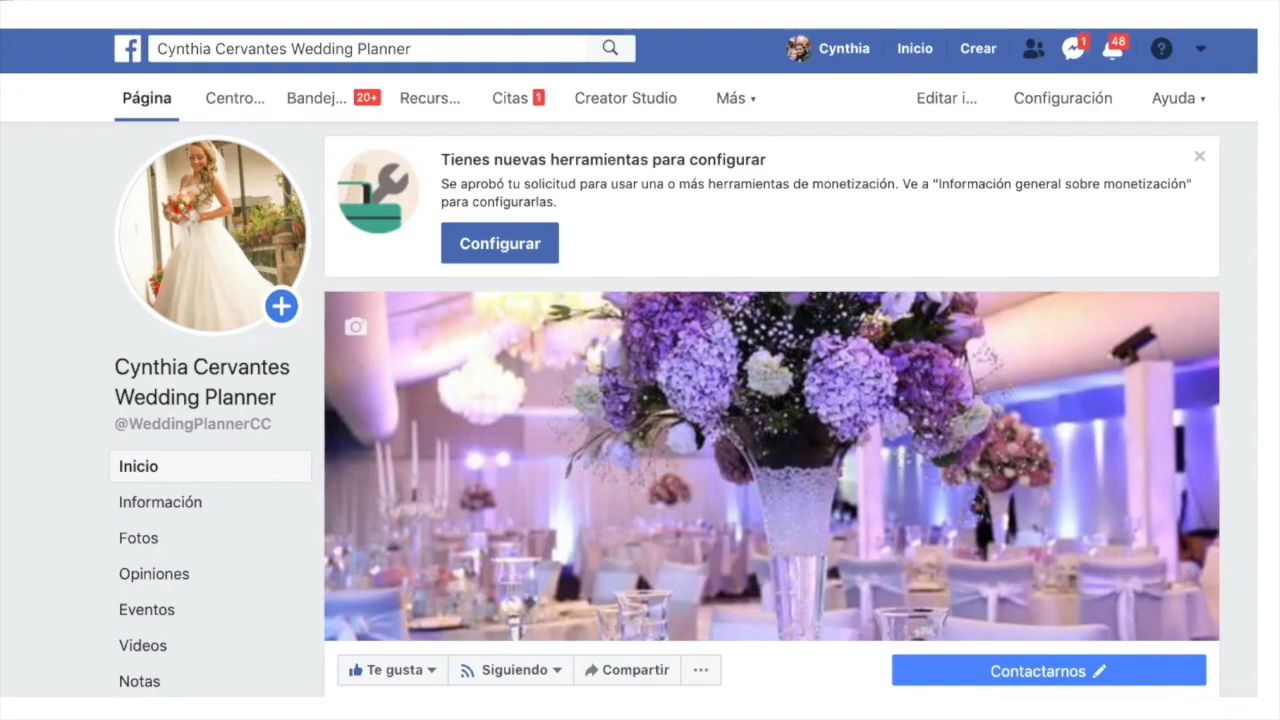 Cynthia Cervantes Wedding Planner
Cynthia Inicio Crear 1 48 ?
Página Centro... Bandej... 20+ Recurs... Citas 1 Creator Studio Más Editar i... Configuración Ayuda
Tienes nuevas herramientas para configurar
Se aprobó tu solicitud para usar una o más herramientas de monetización. Ve a "Información general sobre monetización"
para configurarlas.
Configurar
Cynthia Cervantes
Wedding Planner
@WeddingPlannerCC
Inicio
Información
Fotos
Opiniones
Eventos
Videos
Notas
Te gusta Siguiendo Compartir ...
Contactarnos